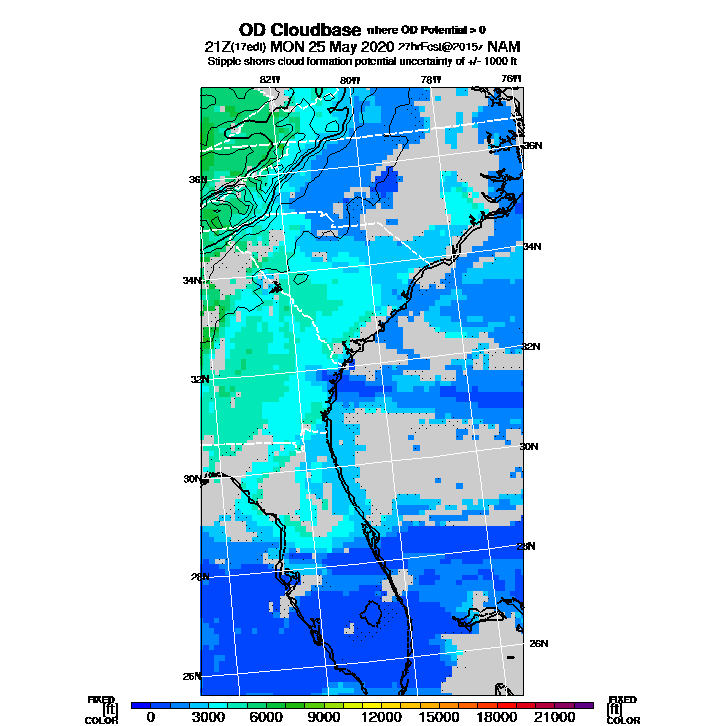 OD Cloudbase where OD Potential > 0
21Z(17edt) MON 25 May 2020 27hrFcst@2015z NAM
Stipple shows cloud formation potential uncertainty of +/- 1000 ft
82W 80W 78W 76W
36N
36N
34N
34N
32N
32N
30N
30N
28N
28N
26N
26N
FIXED FIXED
[ft] [ft]
COLOR COLOR
0 3000 6000 9000 12000 15000 18000 21000